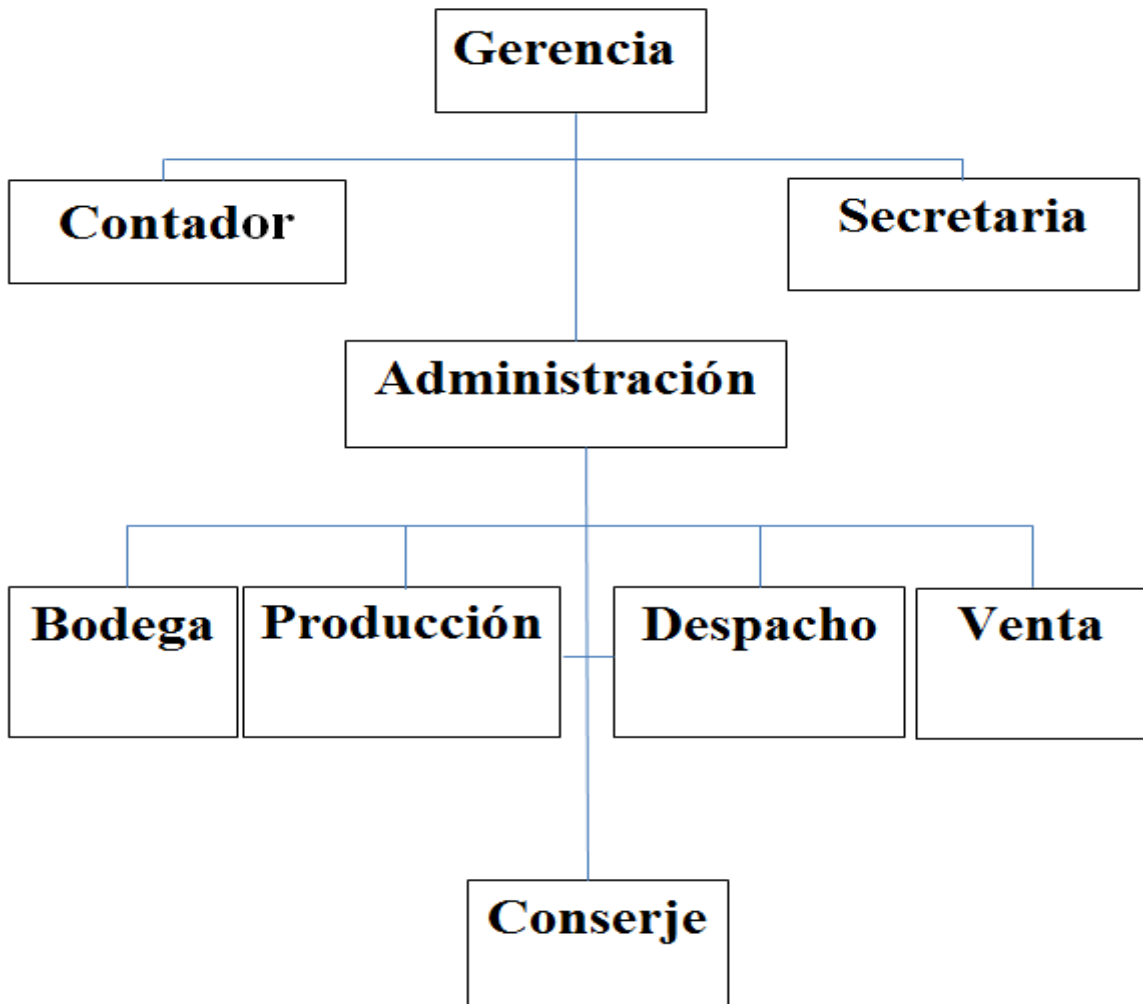 Gerencia
Contador
Secretaria
Administración
Bodega
Producción
Despacho
Venta
Conserje